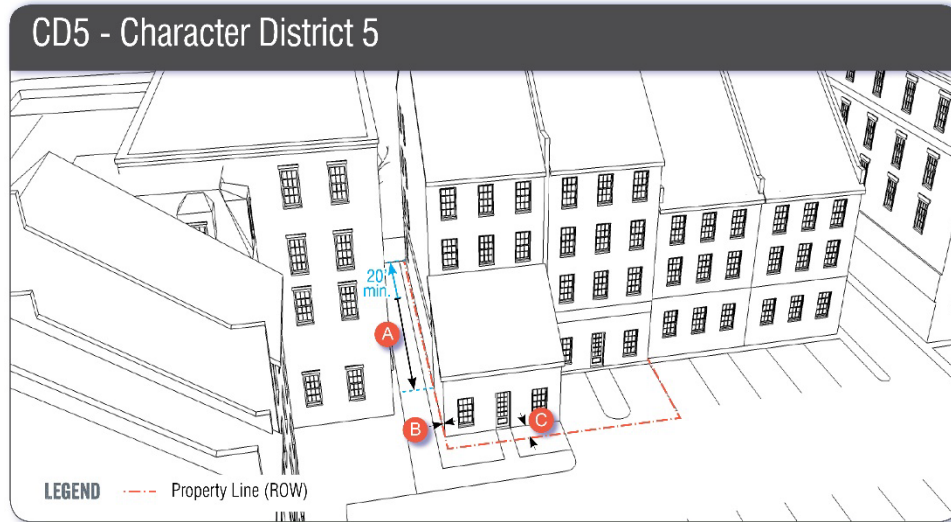 CD5 - Character District 5
20'
min.
A
B
C
LEGEND
Property Line (ROW)